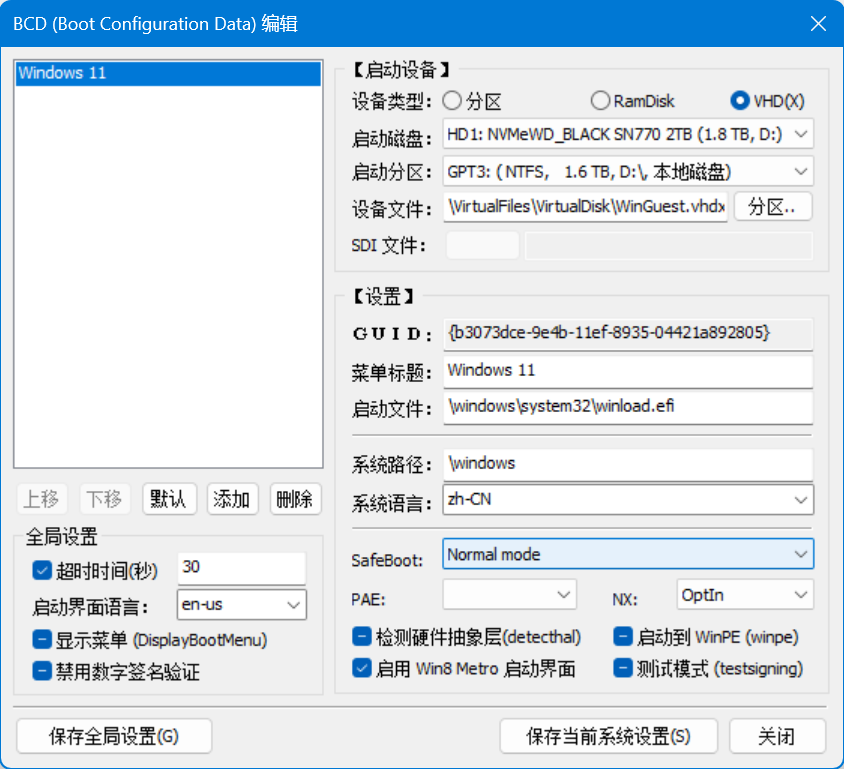 BCD (Boot Configuration Data) 编辑
Windows 11
上移 下移 默认 添加 删除
全局设置
超时时间(秒) 30
启动界面语言： en-us
显示菜单 (DisplayBootMenu)
禁用数字签名验证
【启动设备】
设备类型： 分区 RamDisk VHD(X)
启动磁盘： HD1: NVMeWD_BLACK SN770 2TB (1.8 TB, D:)
启动分区： GPT3: ( NTFS, 1.6 TB, D:\, 本地磁盘)
设备文件： \VirtualFiles\VirtualDisk\WinGuest.vhdx 分区..
SDI 文件：
【设置】
GUID： {b3073dce-9e4b-11ef-8935-04421a892805}
菜单标题： Windows 11
启动文件： \windows\system32\winload.efi
系统路径： \windows
系统语言： zh-CN
SafeBoot: Normal mode
PAE: NX: OptIn
检测硬件抽象层(detecthal) 启动到 WinPE (winpe)
启用 Win8 Metro 启动界面 测试模式 (testsigning)
保存全局设置(G) 保存当前系统设置(S) 关闭